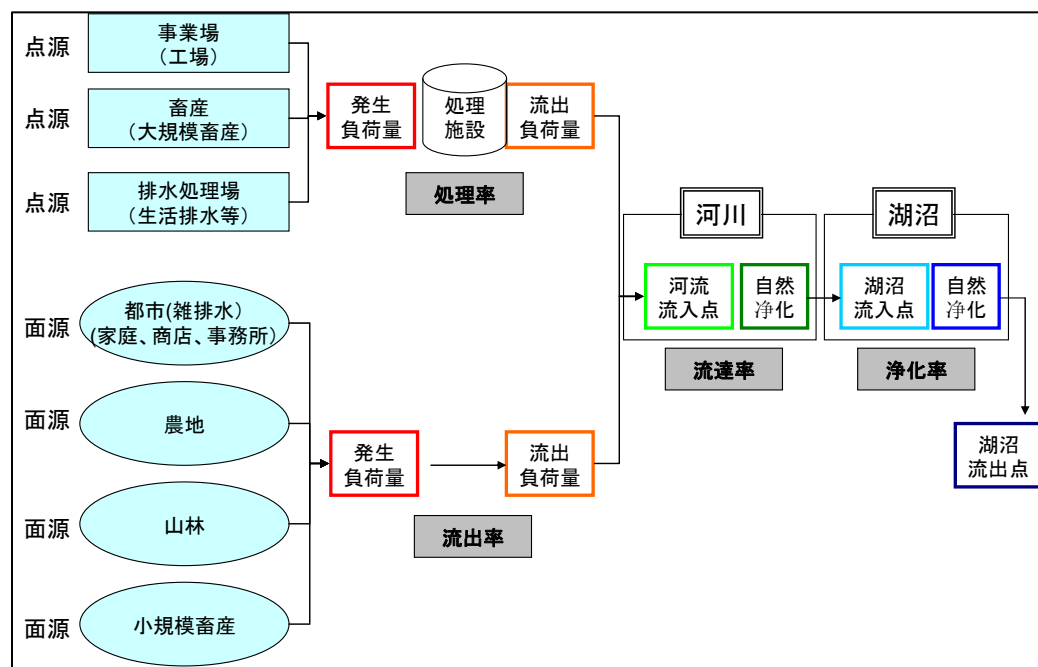 点源
事業場
（工場）
点源
畜産
（大規模畜産）
点源
排水処理場
（生活排水等）
発生
負荷量
処理
施設
流出
負荷量
処理率
河川
湖沼
河流
流入点
自然
净化
湖沼
流入点
自然
净化
流達率
浄化率
湖沼
流出点
面源
都市(雑排水）
(家庭、商店、事務所）
面源
農地
発生
負荷量
流出
負荷量
流出率
面源
山林
面源
小規模畜産